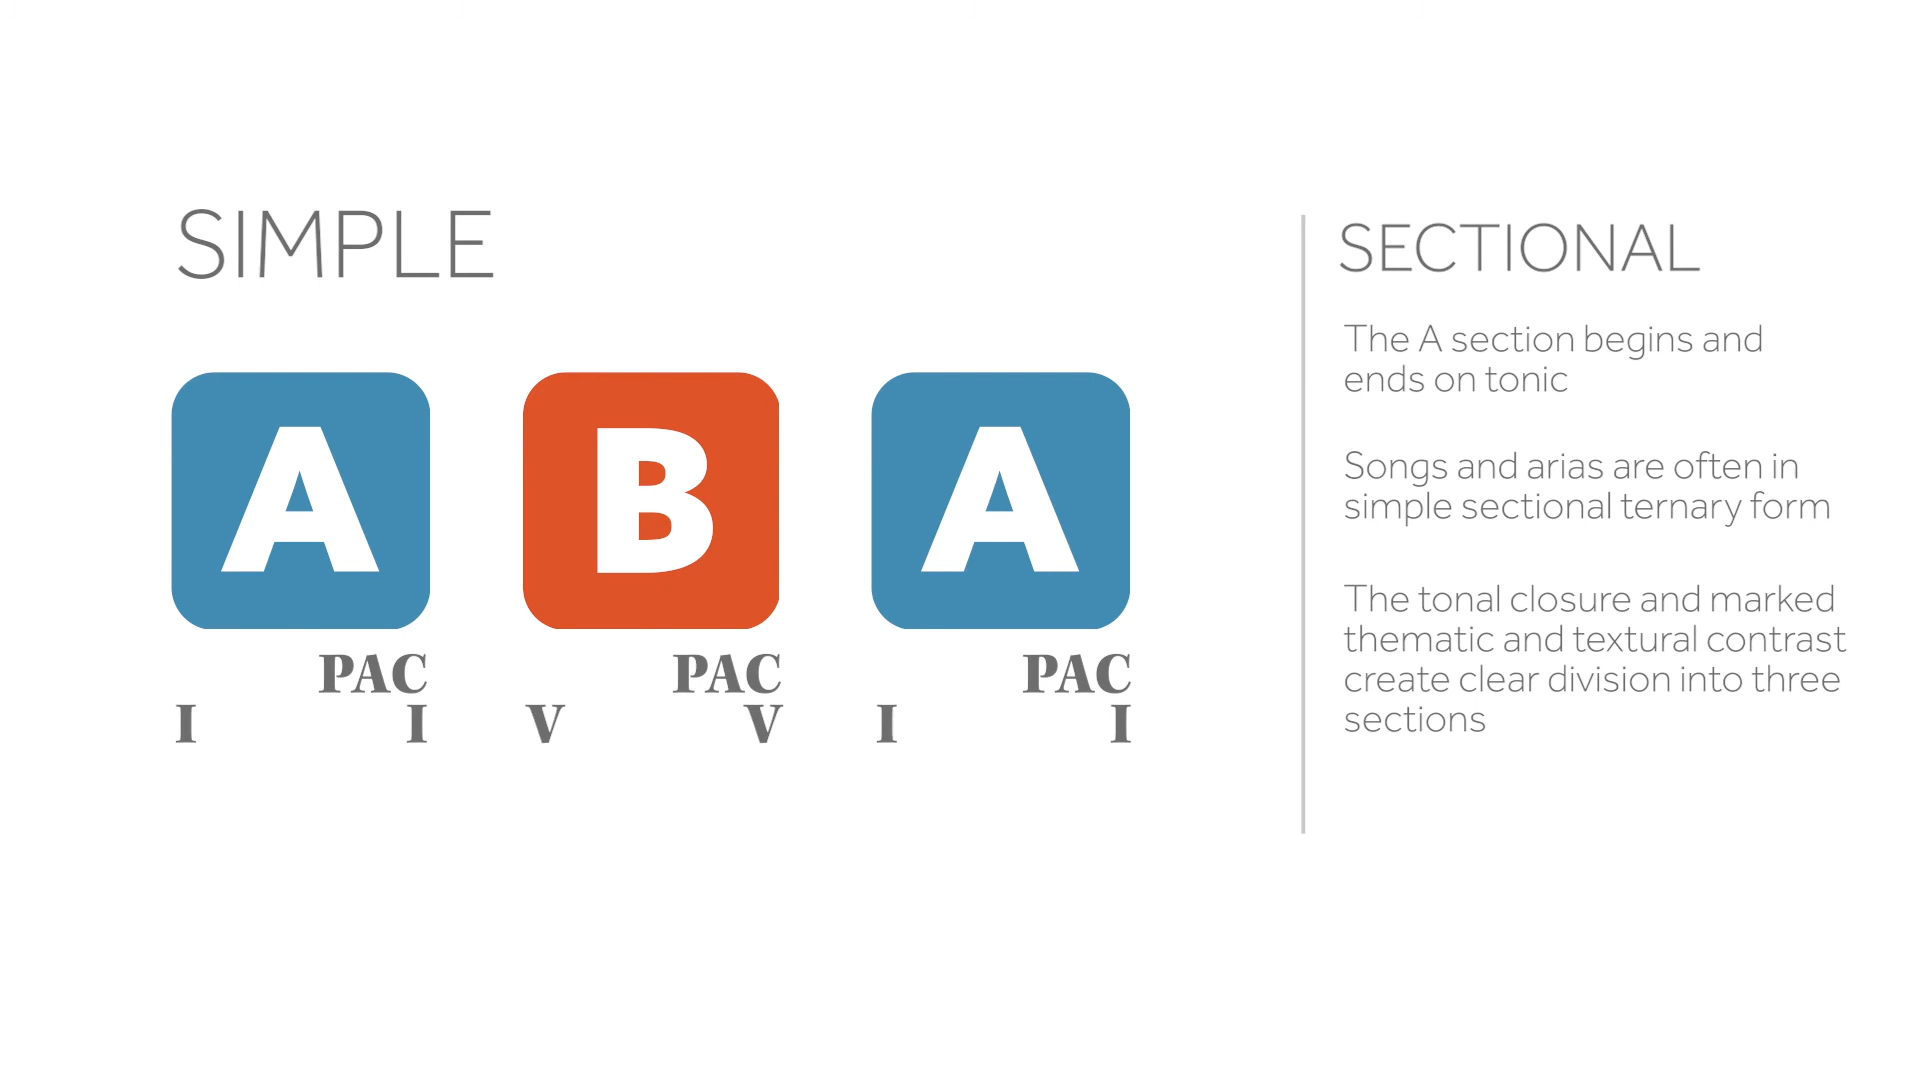 SIMPLE
A B A
PAC PAC PAC
I I V V I I
SECTIONAL
The A section begins and
ends on tonic
Songs and arias are often in
simple sectional ternary form
The tonal closure and marked
thematic and textural contrast
create clear division into three
sections